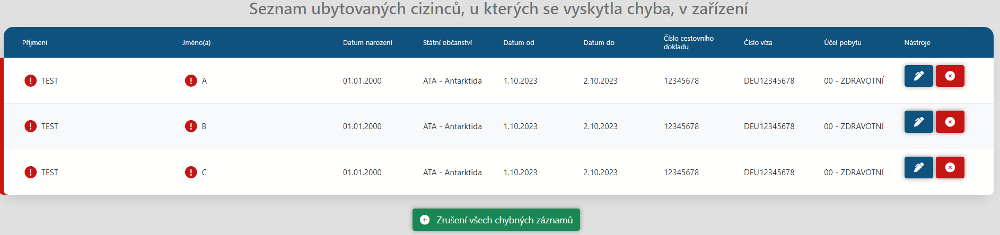 Seznam ubytovaných cizinců, u kterých se vyskytla chyba, v zařízení
Příjmení Jméno(a) Datum narození Státní občanství Datum od Datum do Číslo cestovního dokladu Číslo víza Účel pobytu Nástroje
TEST A 01.01.2000 ATA - Antarktida 1.10.2023 2.10.2023 12345678 DEU12345678 00 - ZDRAVOTNÍ
TEST B 01.01.2000 ATA - Antarktida 1.10.2023 2.10.2023 12345678 DEU12345678 00 - ZDRAVOTNÍ
TEST C 01.01.2000 ATA - Antarktida 1.10.2023 2.10.2023 12345678 DEU12345678 00 - ZDRAVOTNÍ
Zrušení všech chybných záznamů